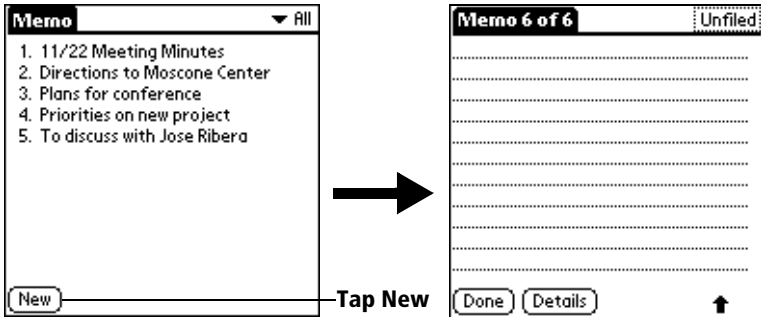 Memo
All
1. 11/22 Meeting Minutes
2. Directions to Moscone Center
3. Plans for conference
4. Priorities on new project
5. To discuss with Jose Ribera
New
Tap New
Memo 6 of 6
Unfiled
Done
Details